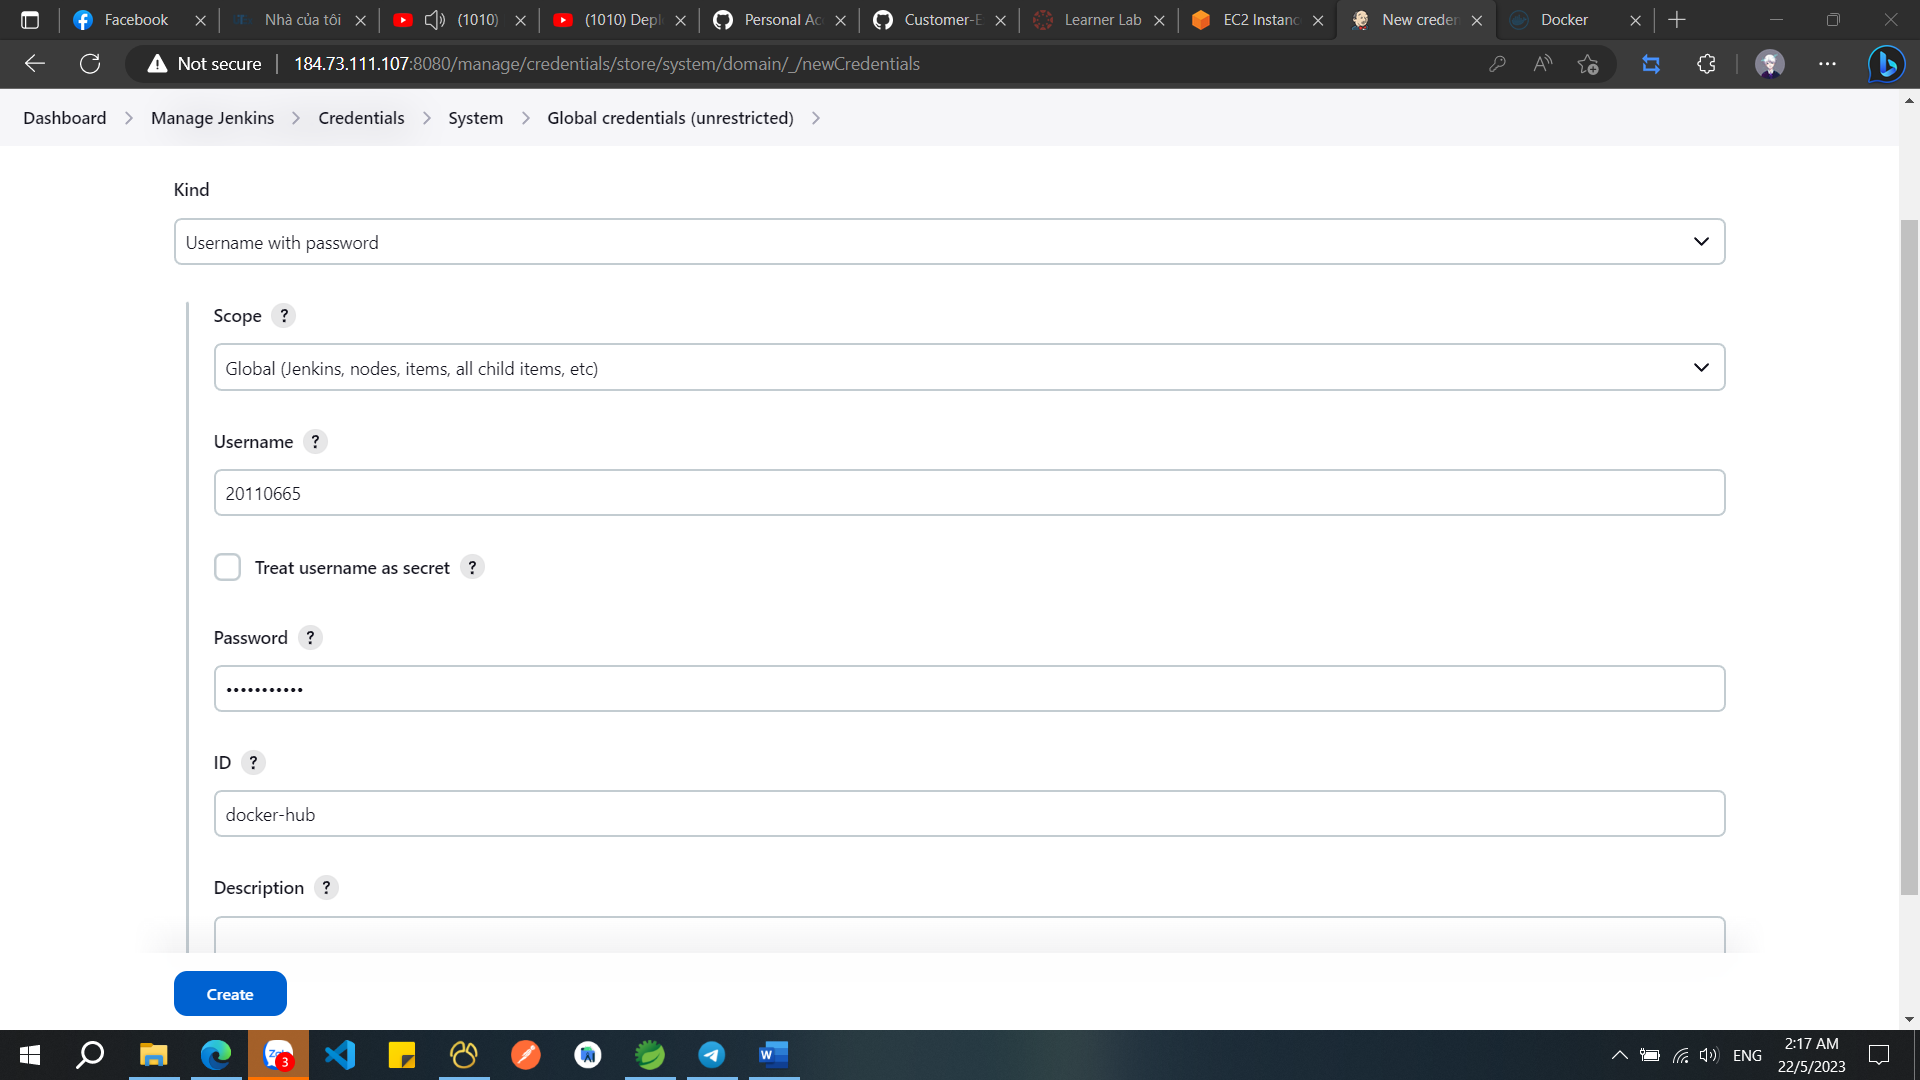 Facebook
Nhà của tôi
(1010)
(1010) Depl
Personal Ac
Customer-E
Learner Lab
EC2 Instanc
New creden
Docker
Not secure
184.73.111.107:8080/manage/credentials/store/system/domain/_/newCredentials
Dashboard
Manage Jenkins
Credentials
System
Global credentials (unrestricted)
Kind
Username with password
Scope ?
Global (Jenkins, nodes, items, all child items, etc)
Username ?
20110665
Treat username as secret ?
Password ?
•••••••••••
ID ?
docker-hub
Description ?
Create
3
ENG
2:17 AM
22/5/2023